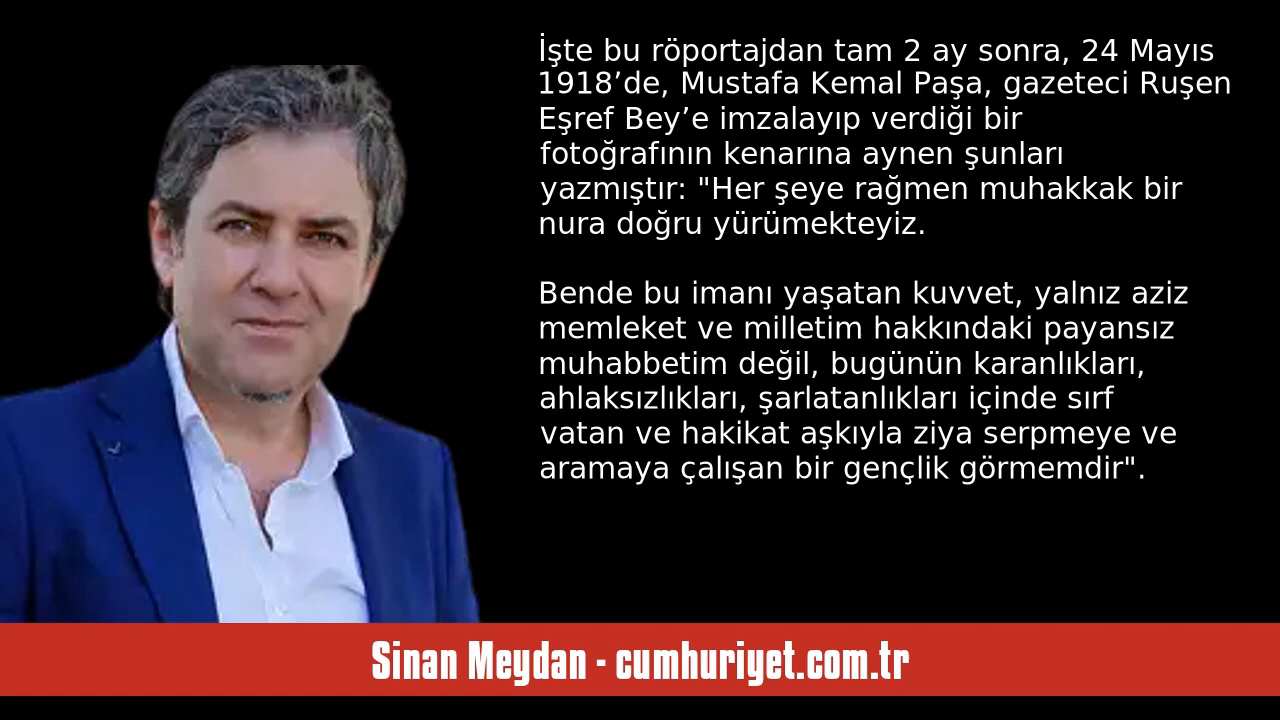 İşte bu röportajdan tam 2 ay sonra, 24 Mayıs
1918’de, Mustafa Kemal Paşa, gazeteci Ruşen
Eşref Bey’e imzalayıp verdiği bir
fotoğrafının kenarına aynen şunları
yazmıştır: "Her şeye rağmen muhakkak bir
nura doğru yürümekteyiz.
Bende bu imanı yaşatan kuvvet, yalnız aziz
memleket ve milletim hakkındaki payansız
muhabbetim değil, bugünün karanlıkları,
ahlaksızlıkları, şarlatanlıkları içinde sırf
vatan ve hakikat aşkıyla ziya serpmeye ve
aramaya çalışan bir gençlik görmemdir".
Sinan Meydan - cumhuriyet.com.tr